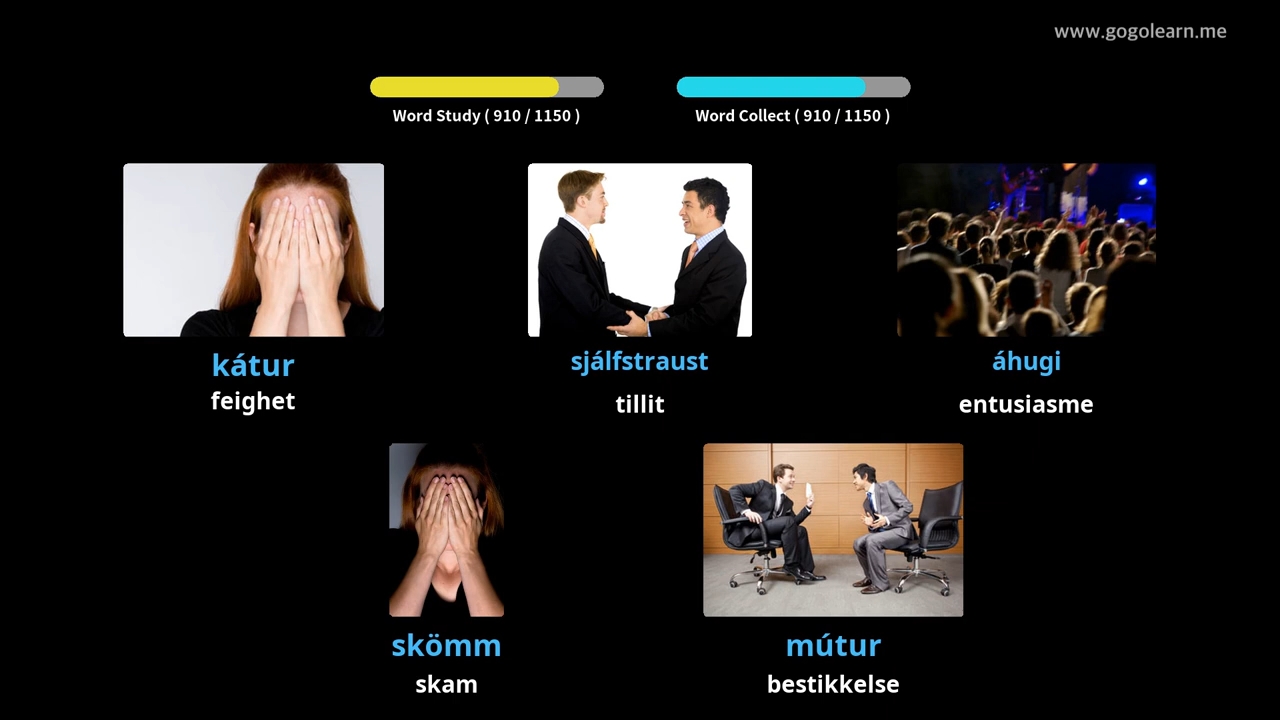 www.gogolearn.me
Word Study ( 910 / 1150 )
Word Collect ( 910 / 1150 )
kátur
feighet
sjálfstraust
tillit
áhugi
entusiasme
skömm
skam
mútur
bestikkelse